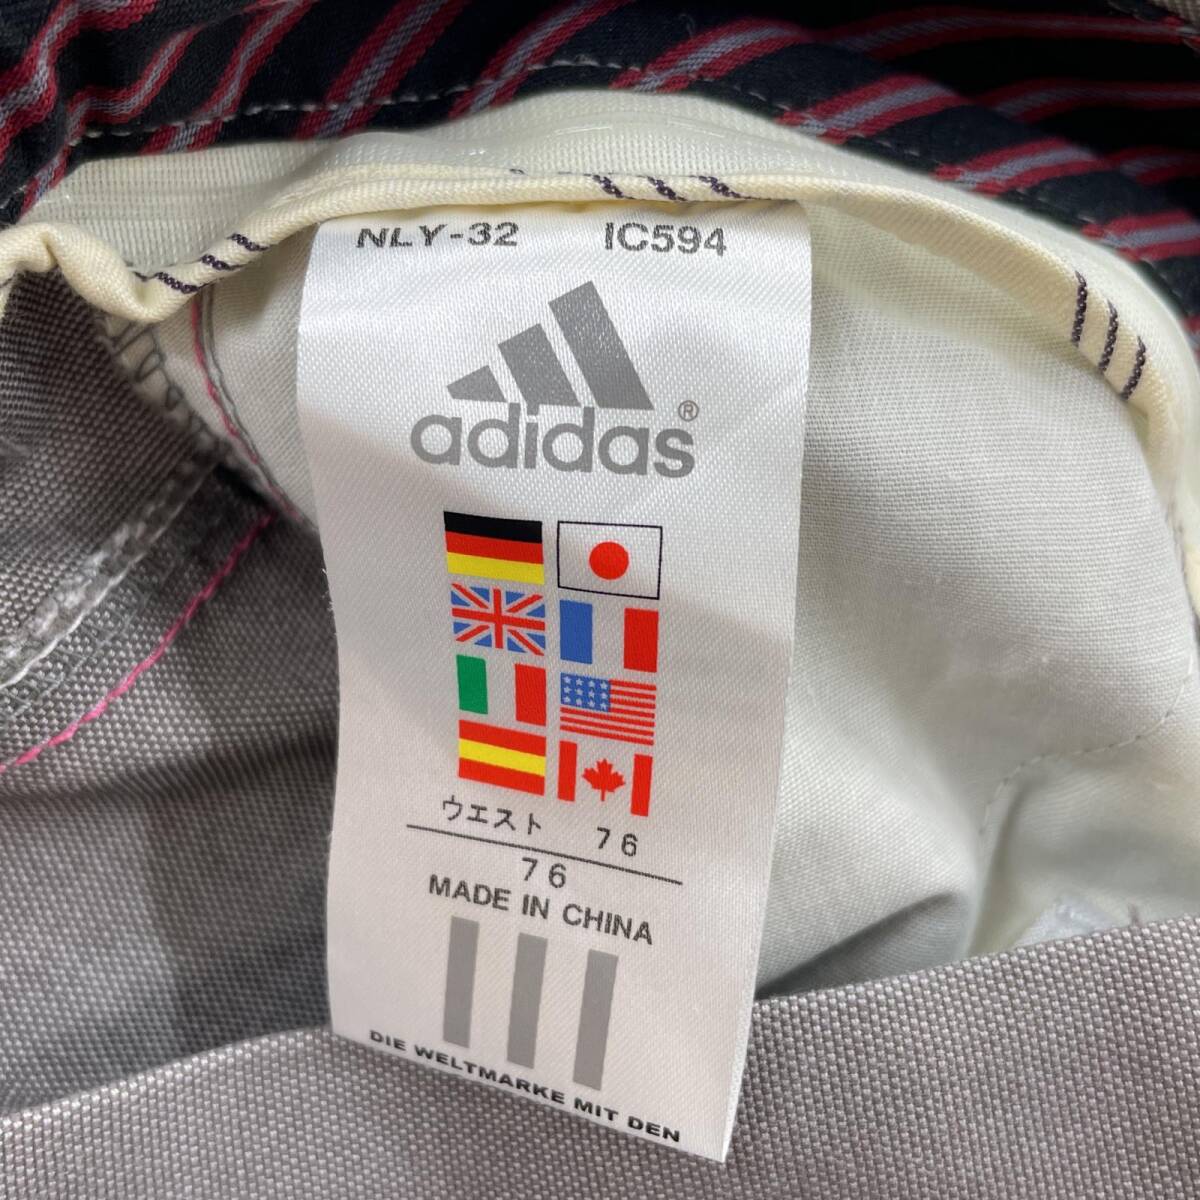 NLY-32 IC594
adidas®
ウエスト 76
76
MADE IN CHINA
DIE WELTMARKE MIT DEN